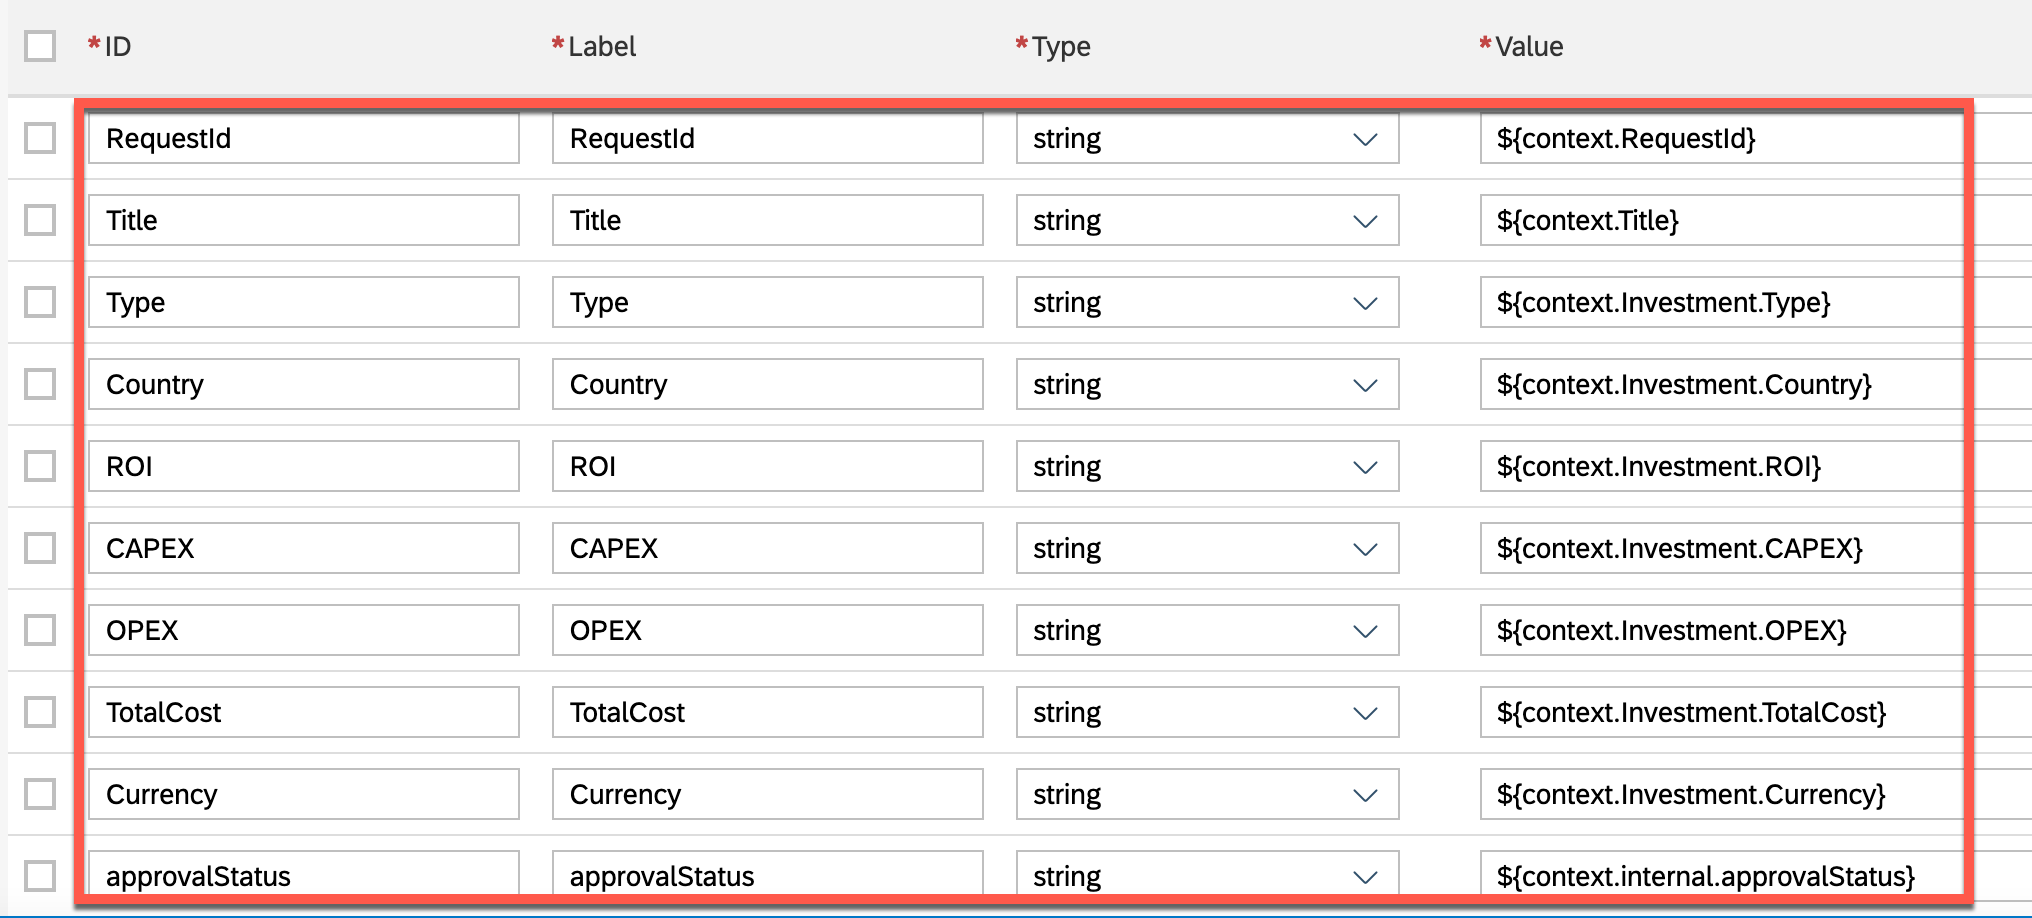 *ID *Label *Type *Value
RequestId RequestId string ${context.RequestId}
Title Title string ${context.Title}
Type Type string ${context.Investment.Type}
Country Country string ${context.Investment.Country}
ROI ROI string ${context.Investment.ROI}
CAPEX CAPEX string ${context.Investment.CAPEX}
OPEX OPEX string ${context.Investment.OPEX}
TotalCost TotalCost string ${context.Investment.TotalCost}
Currency Currency string ${context.Investment.Currency}
approvalStatus approvalStatus string ${context.internal.approvalStatus}